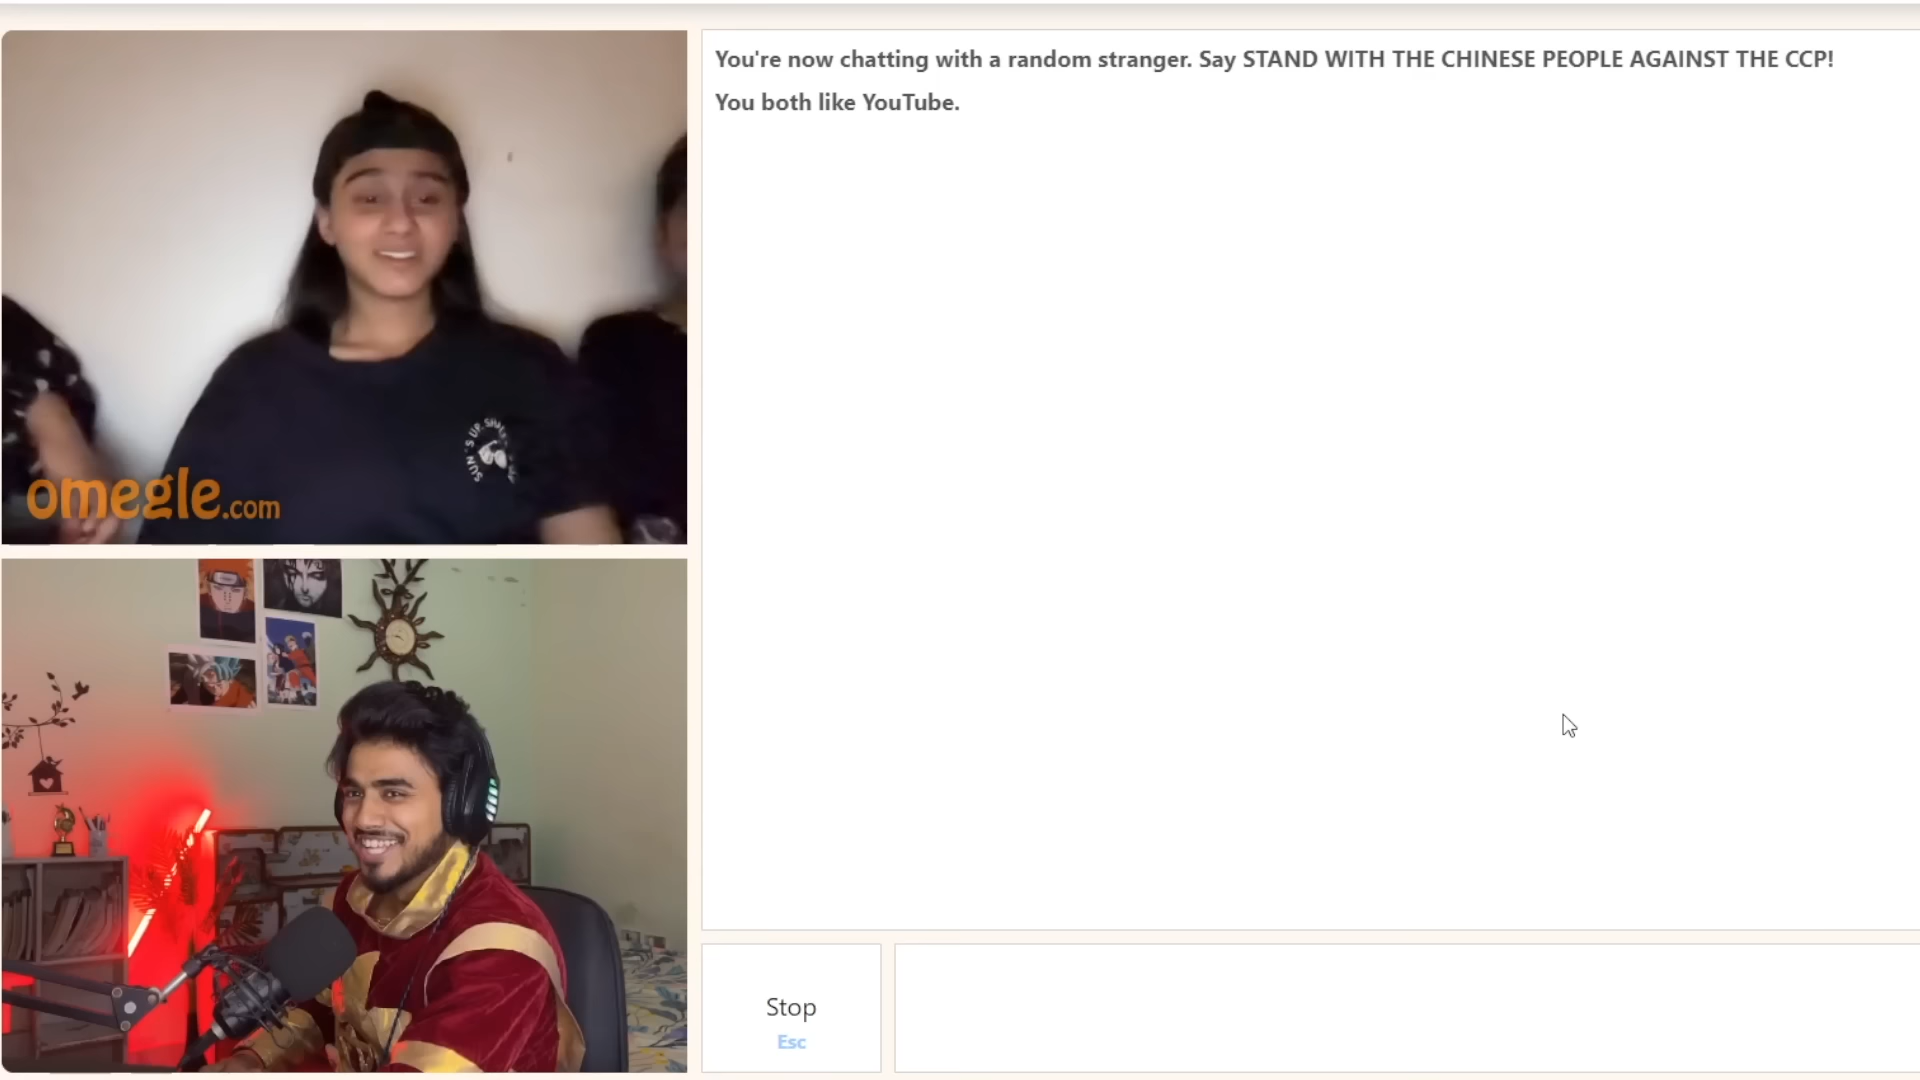 You're now chatting with a random stranger. Say STAND WITH THE CHINESE PEOPLE AGAINST THE CCP!
You both like YouTube.
omegle.com
Stop
Esc